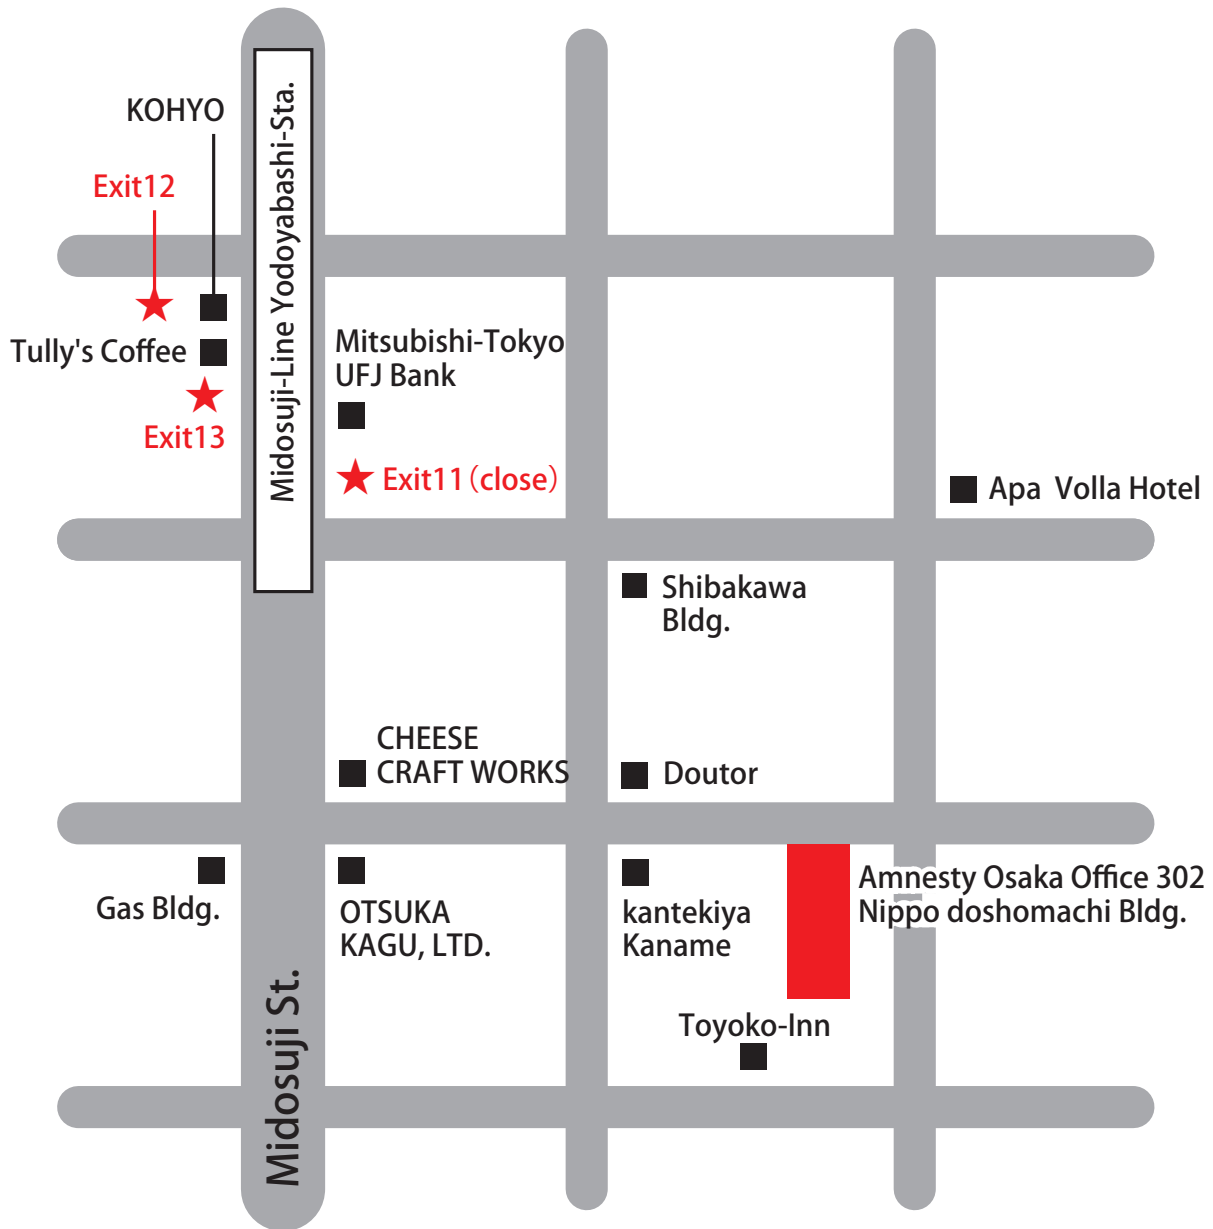 KOHYO
Exit12
Midosuji-Line Yodoyabashi-Sta.
Tully's Coffee
Exit13
Mitsubishi-Tokyo
UFJ Bank
Exit11（close）
Apa Volla Hotel
Shibakawa
Bldg.
CHEESE
CRAFT WORKS
Doutor
Gas Bldg.
OTSUKA
KAGU, LTD.
kantekiya
Kaname
Amnesty Osaka Office 302
Nippo doshomachi Bldg.
Toyoko-Inn
Midosuji St.